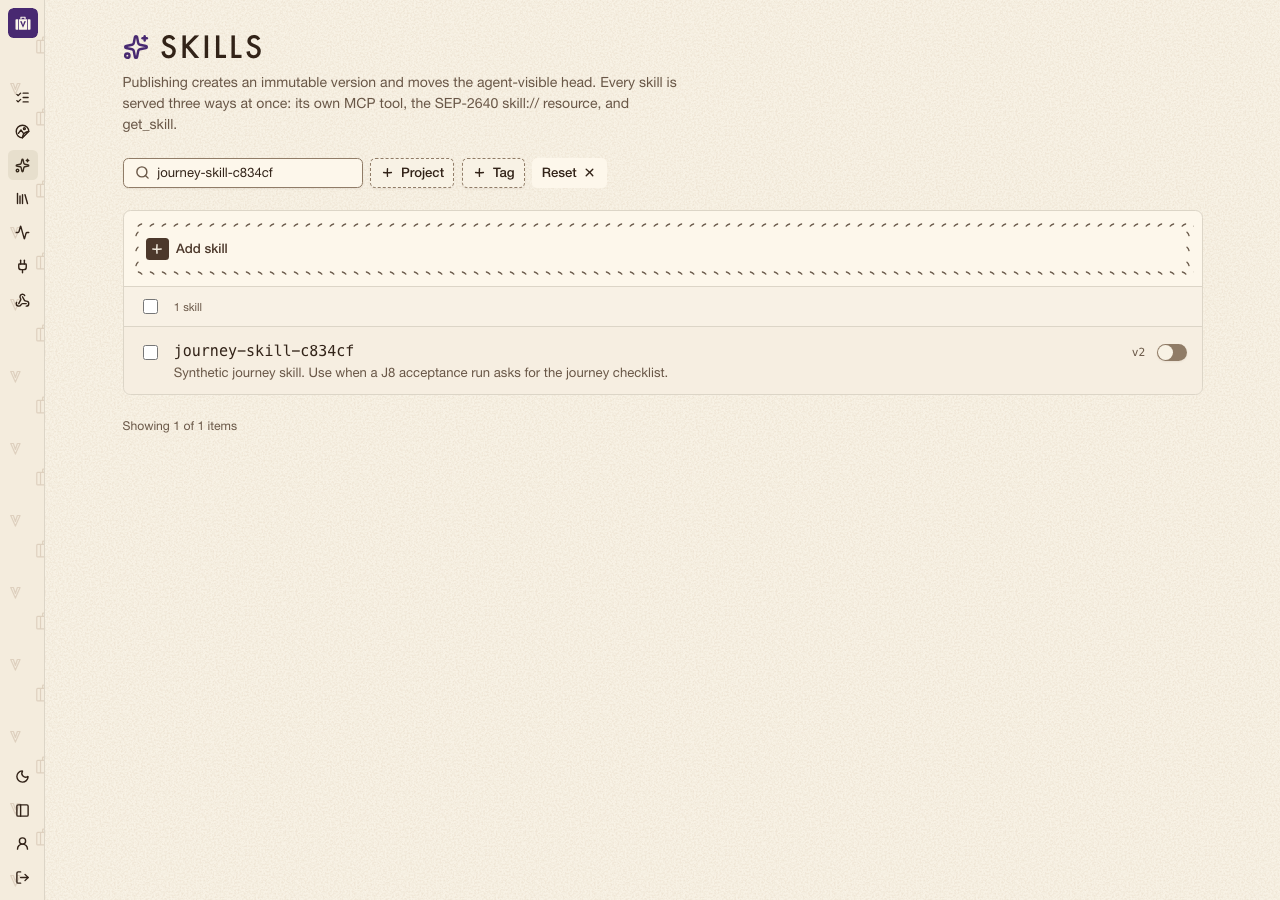 SKILLS
Publishing creates an immutable version and moves the agent-visible head. Every skill is
served three ways at once: its own MCP tool, the SEP-2640 skill:// resource, and
get_skill.
journey-skill-c834cf
Project
Tag
Reset
Add skill
1 skill
journey-skill-c834cf
v2
Synthetic journey skill. Use when a J8 acceptance run asks for the journey checklist.
Showing 1 of 1 items